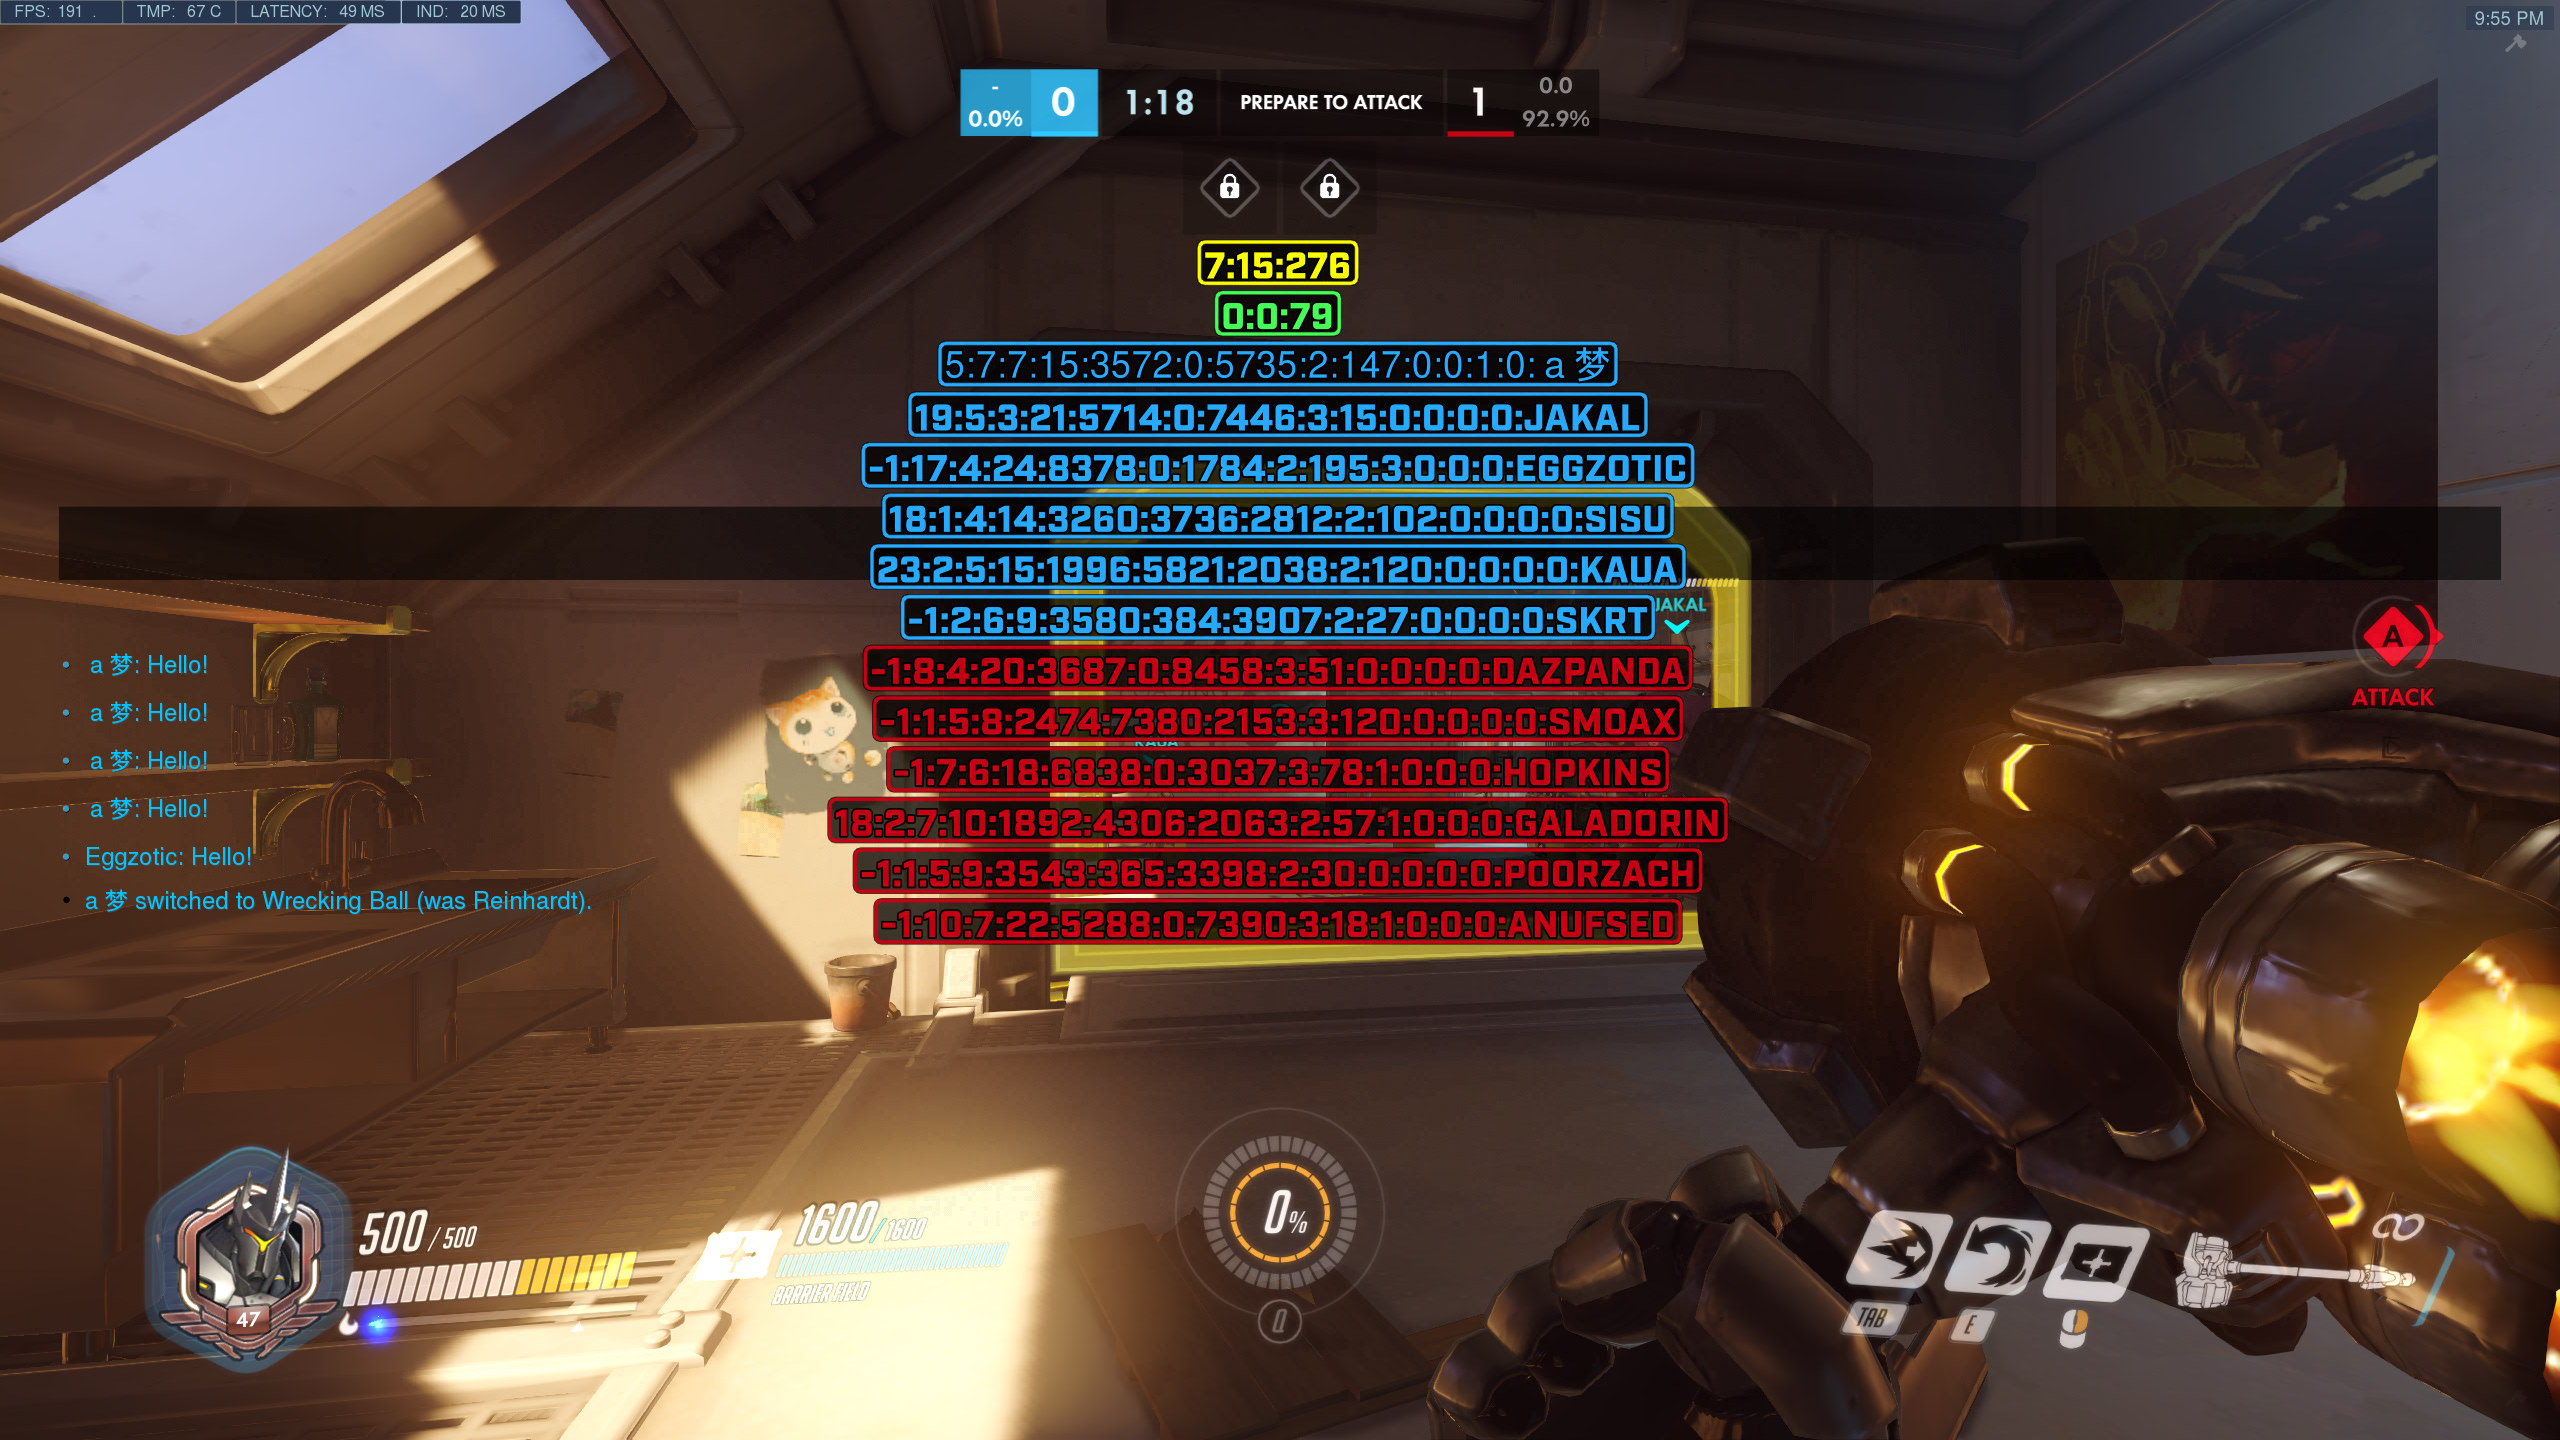 FPS: 191 . TMP: 67 C LATENCY: 49 MS IND: 20 MS
9:55 PM
-
0.0% 0 1:18 PREPARE TO ATTACK 1 0.0
92.9%
7:15:276
0:0:79
5:7:7:15:3572:0:5735:2:147:0:0:1:0: a 梦
19:5:3:21:5714:0:7446:3:15:0:0:0:0:JAKAL
-1:17:4:24:8378:0:1784:2:195:3:0:0:0:EGGZOTIC
18:1:4:14:3260:3736:2812:2:102:0:0:0:0:SISU
23:2:5:15:1996:5821:2038:2:120:0:0:0:0:KAUA
-1:2:6:9:3580:384:3907:2:27:0:0:0:0:SKRT
JAKAL
-1:8:4:20:3687:0:8458:3:51:0:0:0:0:DAZPANDA
-1:1:5:8:2474:7380:2153:3:120:0:0:0:0:SMOAX
KAUA
-1:7:6:18:6838:0:3037:3:78:1:0:0:0:HOPKINS
18:2:7:10:1892:4306:2063:2:57:1:0:0:0:GALADORIN
-1:1:5:9:3543:365:3398:2:30:0:0:0:0:POORZACH
-1:10:7:22:5288:0:7390:3:18:1:0:0:0:ANUFSED
A
ATTACK
• a 梦: Hello!
• a 梦: Hello!
• a 梦: Hello!
• a 梦: Hello!
• Eggzotic: Hello!
• a 梦 switched to Wrecking Ball (was Reinhardt).
500/500
47
1600/1600
BARRIER FIELD
0%
Q
TAB E
∞